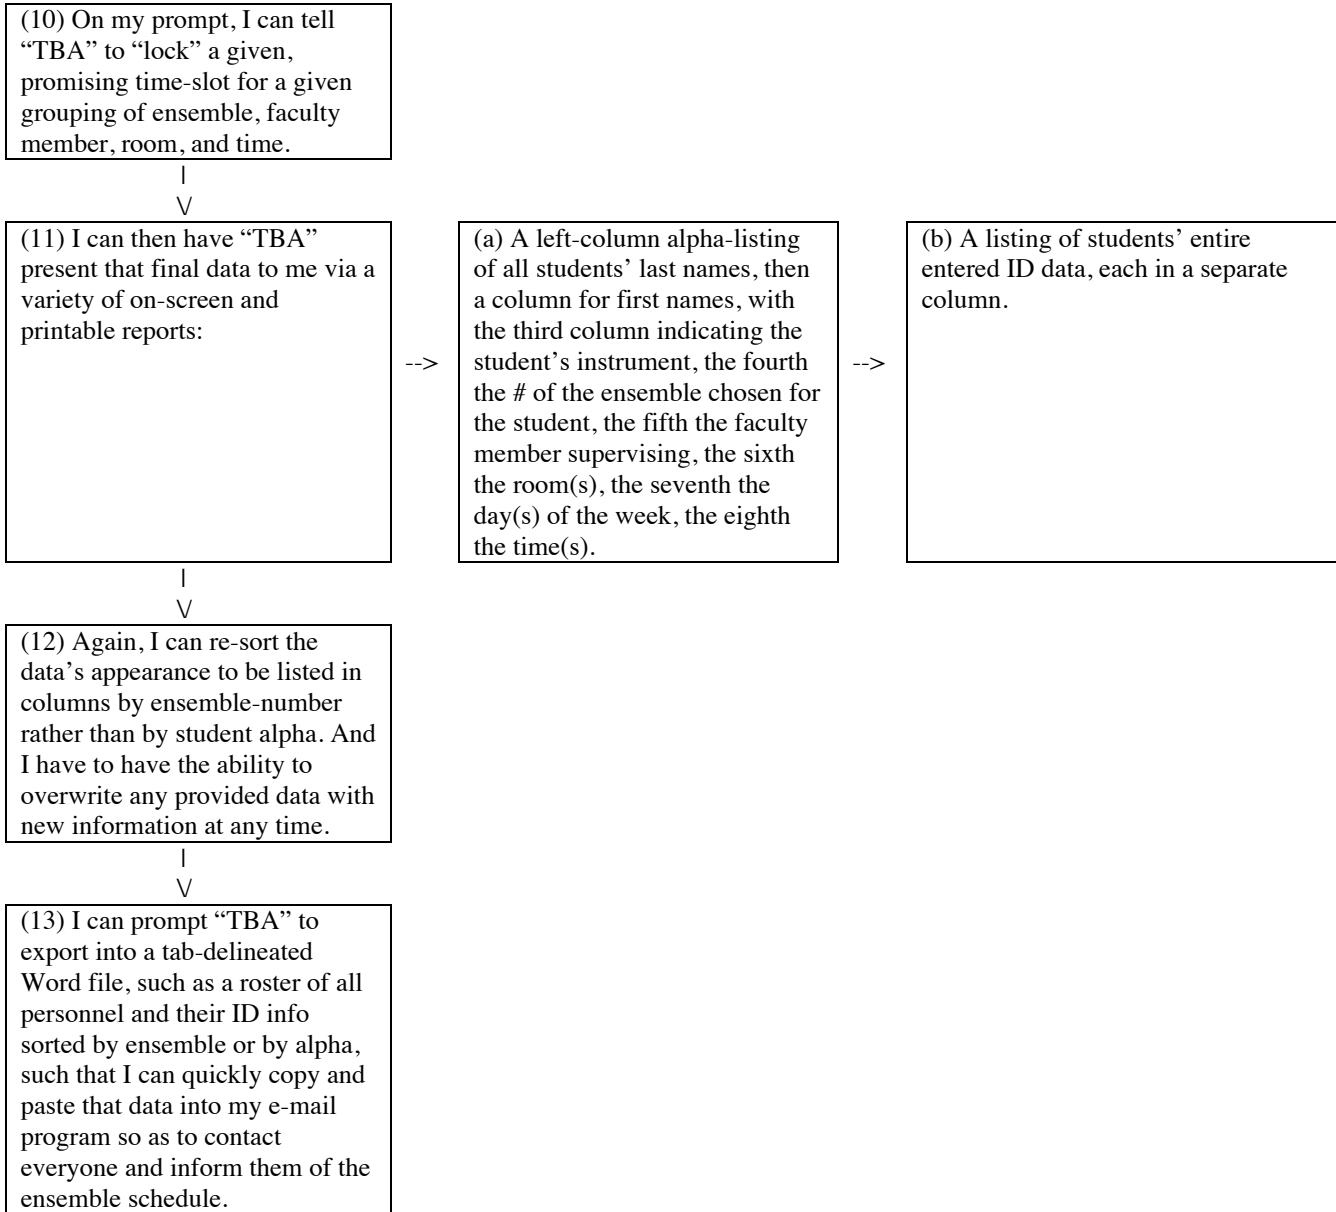 (10) On my prompt, I can tell
“TBA” to “lock” a given,
promising time-slot for a given
grouping of ensemble, faculty
member, room, and time.
|
\/
(11) I can then have “TBA”
present that final data to me via a
variety of on-screen and
printable reports:
-->
(a) A left-column alpha-listing
of all students’ last names, then
a column for first names, with
the third column indicating the
student’s instrument, the fourth
the # of the ensemble chosen for
the student, the fifth the faculty
member supervising, the sixth
the room(s), the seventh the
day(s) of the week, the eighth
the time(s).
-->
(b) A listing of students’ entire
entered ID data, each in a separate
column.
|
\/
(12) Again, I can re-sort the
data’s appearance to be listed in
columns by ensemble-number
rather than by student alpha. And
I have to have the ability to
overwrite any provided data with
new information at any time.
|
\/
(13) I can prompt “TBA” to
export into a tab-delineated
Word file, such as a roster of all
personnel and their ID info
sorted by ensemble or by alpha,
such that I can quickly copy and
paste that data into my e-mail
program so as to contact
everyone and inform them of the
ensemble schedule.